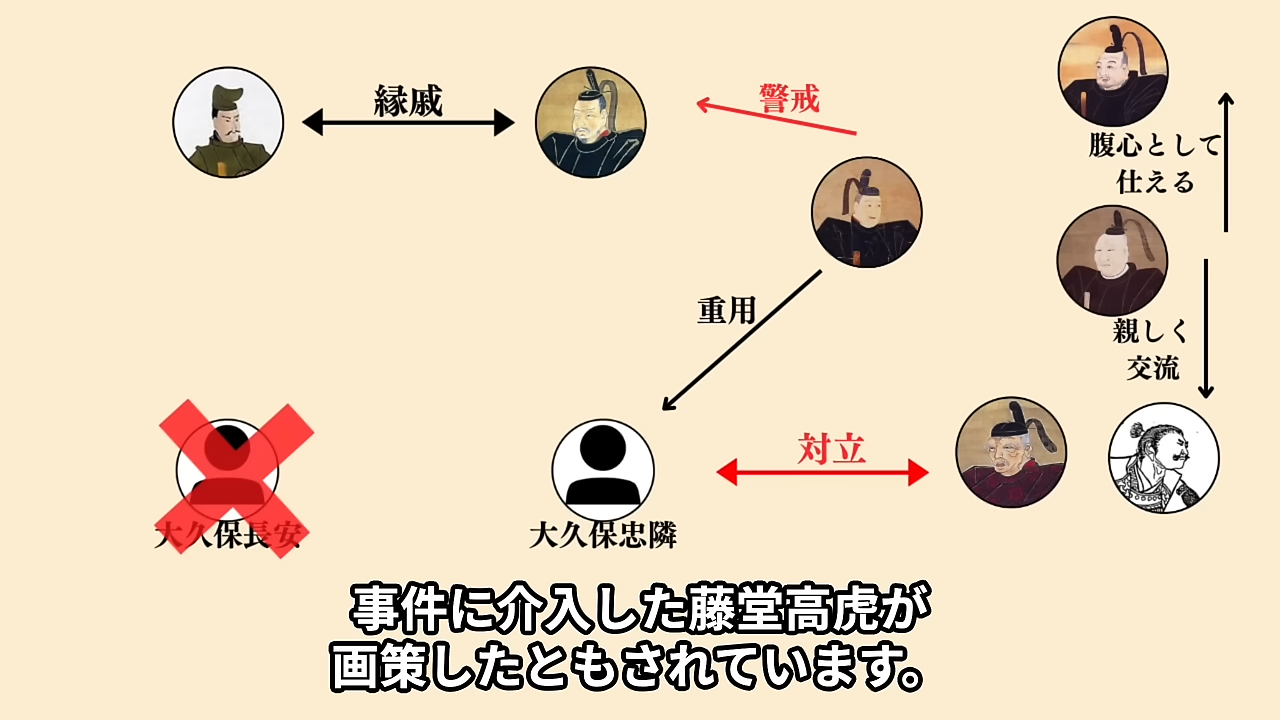 縁戚
警戒
腹心として
仕える
重用
親しく
交流
対立
大久保長安
大久保忠隣
事件に介入した藤堂高虎が
画策したともされています。